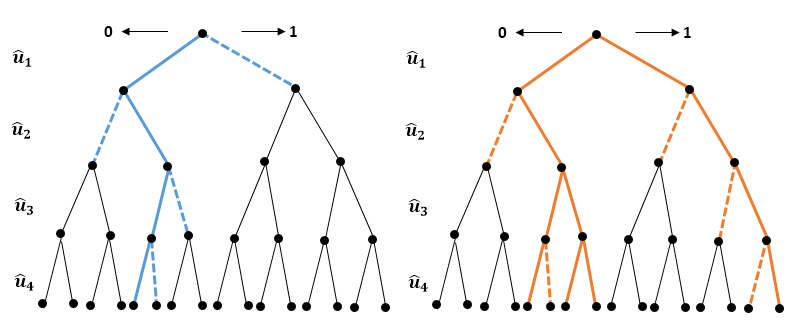 0 1 0 1
û₁ û₁
û₂ û₂
û₃ û₃
û₄ û₄